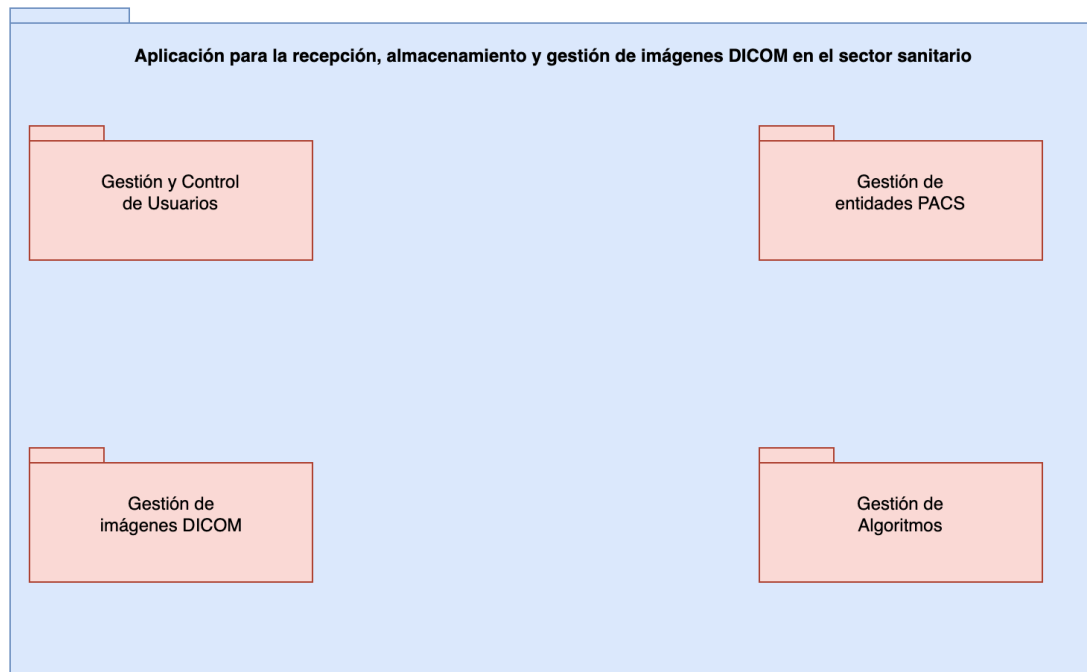 Aplicación para la recepción, almacenamiento y gestión de imágenes DICOM en el sector sanitario
Gestión y Control
de Usuarios
Gestión de
entidades PACS
Gestión de
imágenes DICOM
Gestión de
Algoritmos